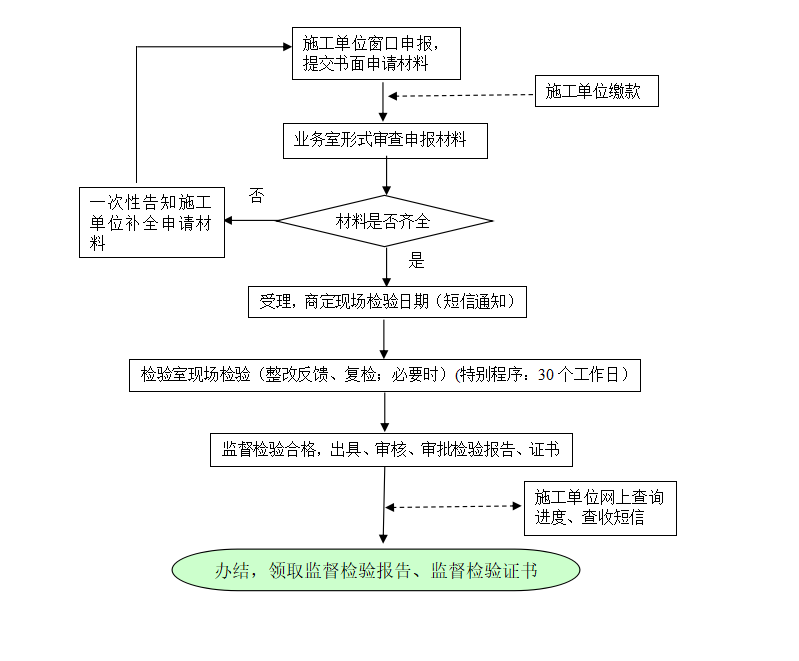 施工单位窗口申报，
提交书面申请材料
施工单位缴款
业务室形式审查申报材料
否
一次性告知施工
单位补全申请材
料
材料是否齐全
是
受理，商定现场检验日期（短信通知）
检验室现场检验（整改反馈、复检；必要时）(特别程序：30 个工作日）
监督检验合格，出具、审核、审批检验报告、证书
施工单位网上查询
进度、查收短信
办结，领取监督检验报告、监督检验证书